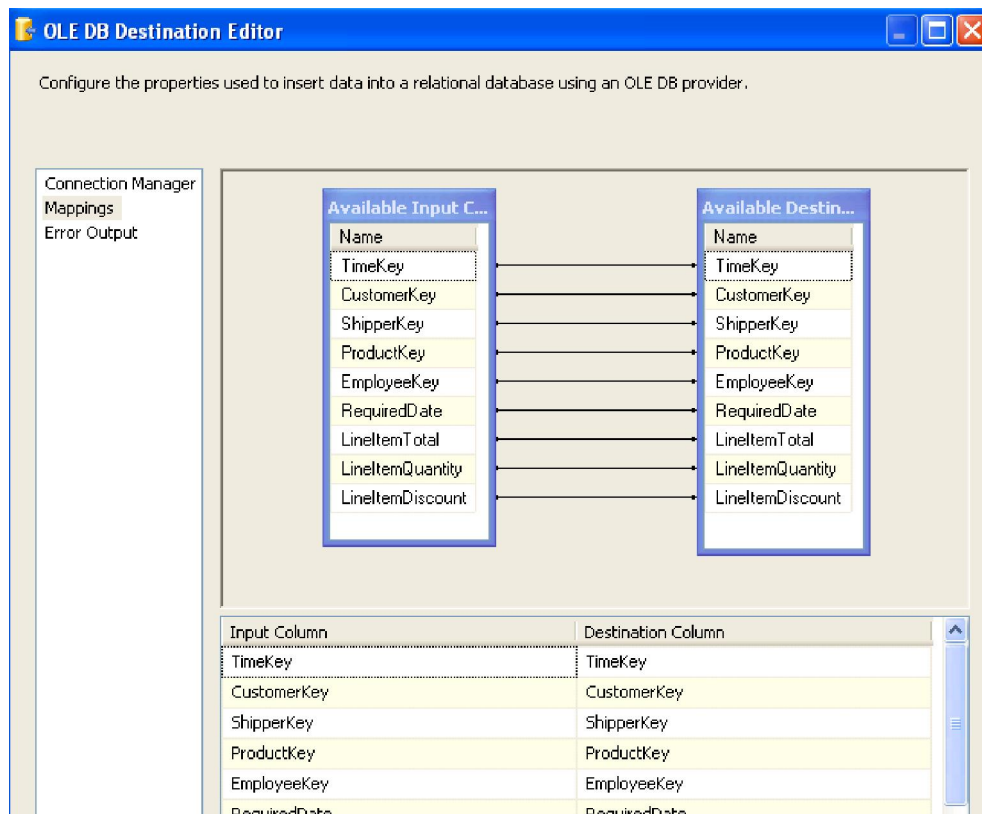 OLE DB Destination Editor
Configure the properties used to insert data into a relational database using an OLE DB provider.
Connection Manager
Mappings
Error Output
Available Input C...
Name
TimeKey
CustomerKey
ShipperKey
ProductKey
EmployeeKey
RequiredDate
LineItemTotal
LineItemQuantity
LineItemDiscount
Available Destin...
Name
TimeKey
CustomerKey
ShipperKey
ProductKey
EmployeeKey
RequiredDate
LineItemTotal
LineItemQuantity
LineItemDiscount
Input Column Destination Column
TimeKey TimeKey
CustomerKey CustomerKey
ShipperKey ShipperKey
ProductKey ProductKey
EmployeeKey EmployeeKey
RequiredDate RequiredDate